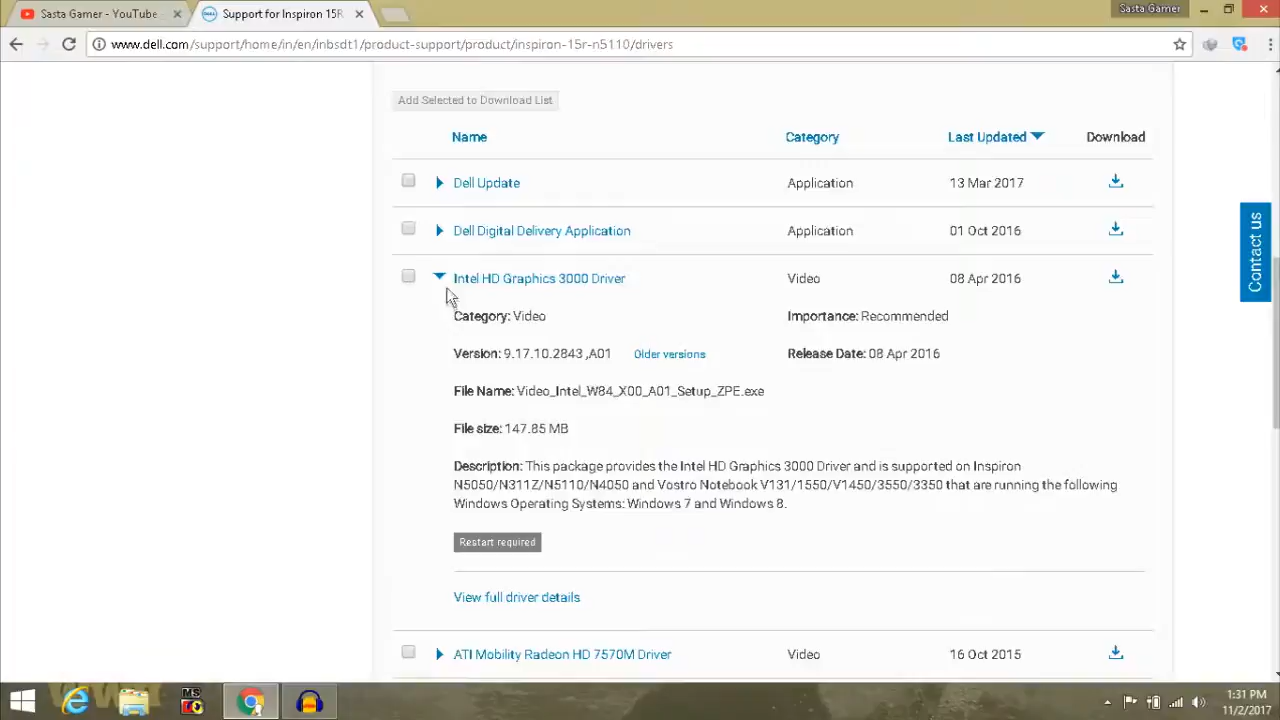 Sasta Gamer - YouTube
Support for Inspiron 15R
Sasta Gamer
www.dell.com/support/home/in/en/inbsdt1/product-support/product/inspiron-15r-n5110/drivers
Add Selected to Download List
Name Category Last Updated Download
Dell Update Application 13 Mar 2017
Dell Digital Delivery Application Application 01 Oct 2016
Intel HD Graphics 3000 Driver Video 08 Apr 2016
Category: Video Importance: Recommended
Version: 9.17.10.2843 ,A01 Older versions Release Date: 08 Apr 2016
File Name: Video_Intel_W84_X00_A01_Setup_ZPE.exe
File size: 147.85 MB
Description: This package provides the Intel HD Graphics 3000 Driver and is supported on Inspiron
N5050/N311Z/N5110/N4050 and Vostro Notebook V131/1550/V1450/3550/3350 that are running the following
Windows Operating Systems: Windows 7 and Windows 8.
Restart required
View full driver details
ATI Mobility Radeon HD 7570M Driver Video 16 Oct 2015
Contact us
MS
1:31 PM
11/2/2017